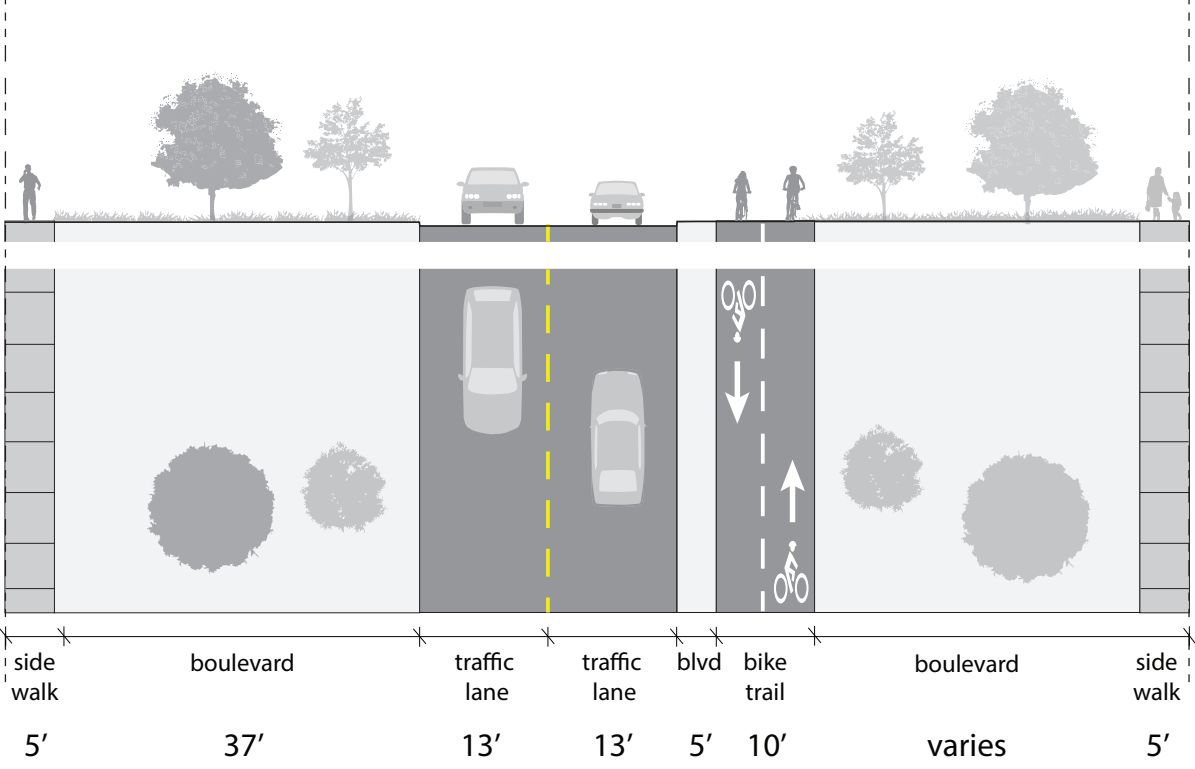 side boulevard traffic traffic blvd bike boulevard side
walk lane lane trail walk
5’ 37’ 13’ 13’ 5’ 10’ varies 5’